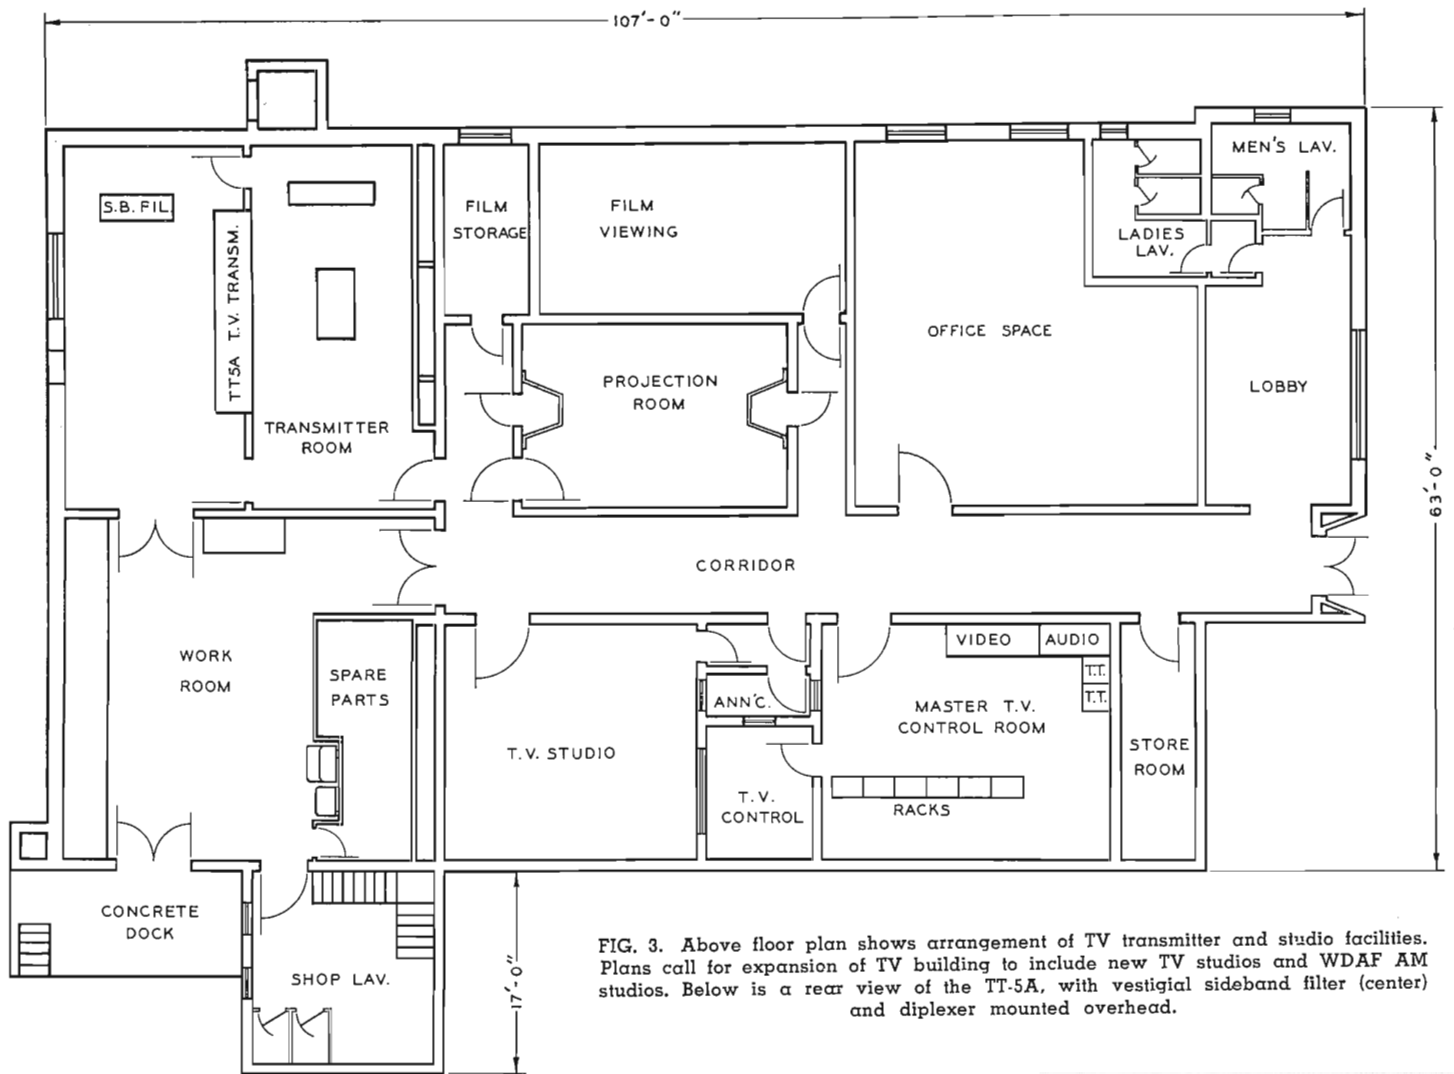 107'-0"
MEN'S LAV.
S.B. FIL.
FILM
STORAGE
FILM
VIEWING
LADIES
LAV.
TT5A T.V. TRANSM.
OFFICE SPACE
PROJECTION
ROOM
LOBBY
TRANSMITTER
ROOM
63'-0"
CORRIDOR
WORK
ROOM
SPARE
PARTS
VIDEO
AUDIO
T.T.
T.T.
ANN'C.
MASTER T.V.
CONTROL ROOM
T.V. STUDIO
STORE
ROOM
T.V.
CONTROL
RACKS
CONCRETE
DOCK
SHOP LAV.
17'-0"
FIG. 3. Above floor plan shows arrangement of TV transmitter and studio facilities.
Plans call for expansion of TV building to include new TV studios and WDAF AM
studios. Below is a rear view of the TT-5A, with vestigial sideband filter (center)
and diplexer mounted overhead.